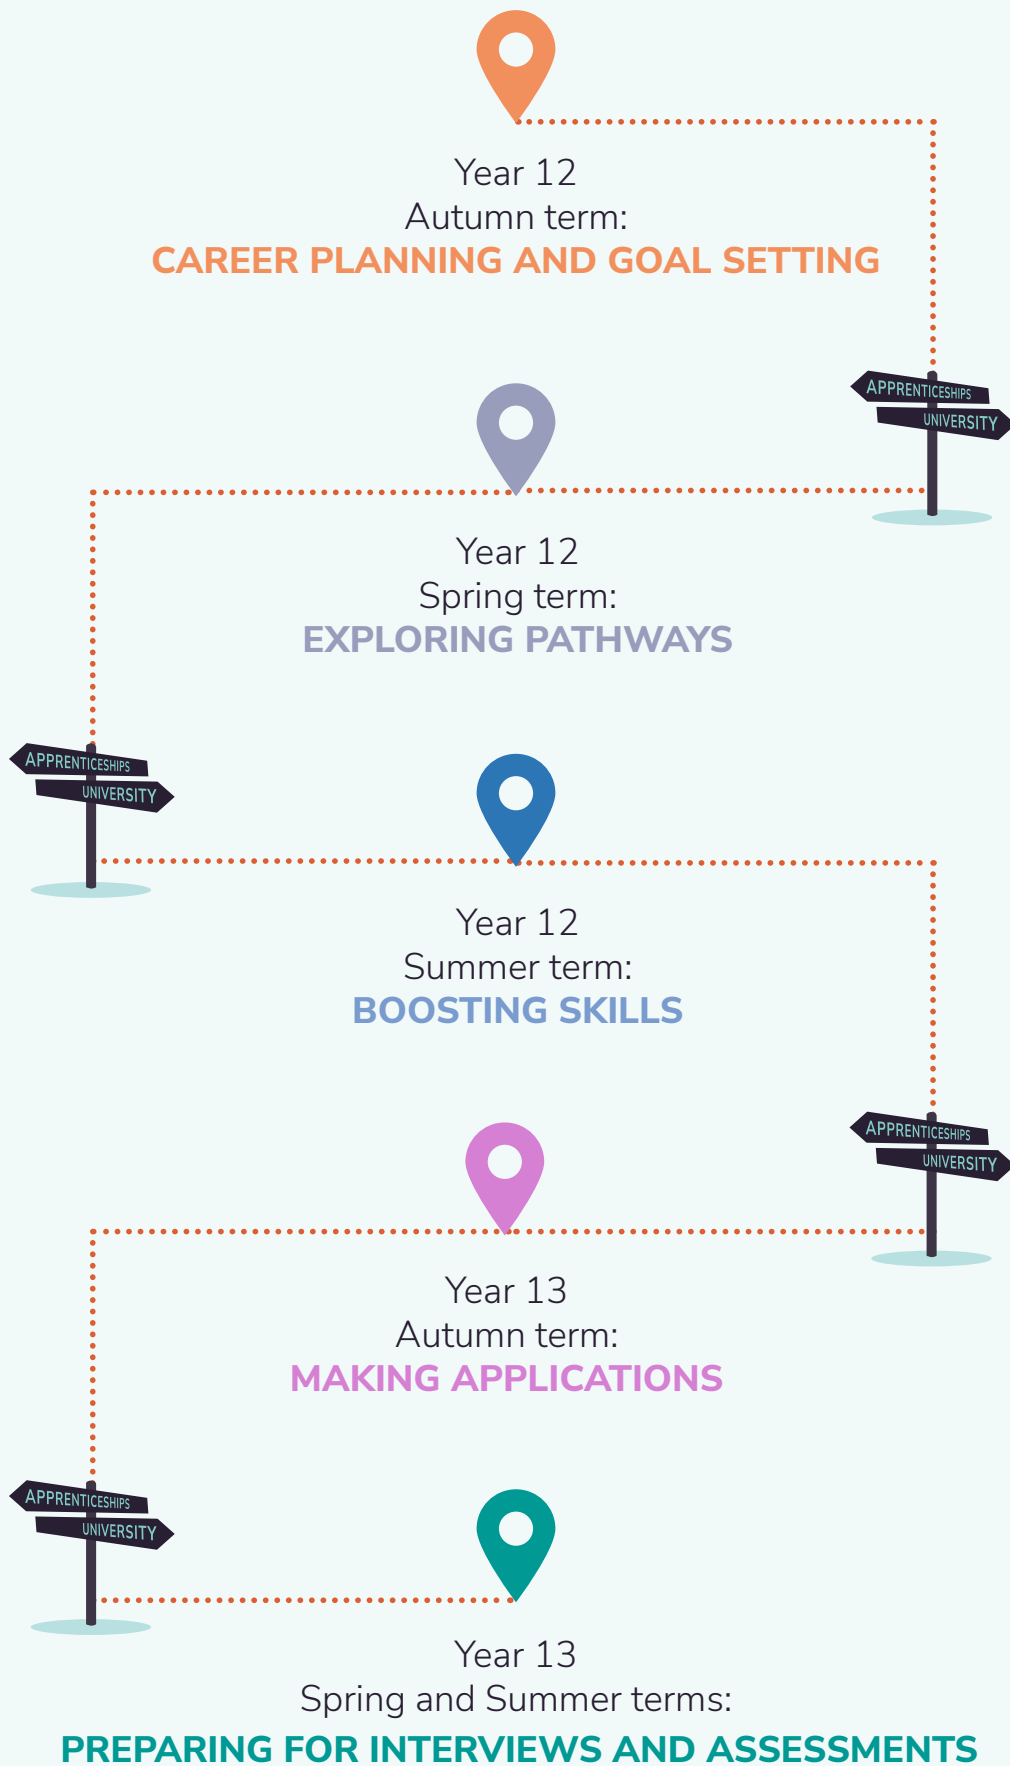 Year 12
Autumn term:
CAREER PLANNING AND GOAL SETTING
APPRENTICESHIPS
UNIVERSITY
Year 12
Spring term:
EXPLORING PATHWAYS
APPRENTICESHIPS
UNIVERSITY
Year 12
Summer term:
BOOSTING SKILLS
APPRENTICESHIPS
UNIVERSITY
Year 13
Autumn term:
MAKING APPLICATIONS
APPRENTICESHIPS
UNIVERSITY
Year 13
Spring and Summer terms:
PREPARING FOR INTERVIEWS AND ASSESSMENTS